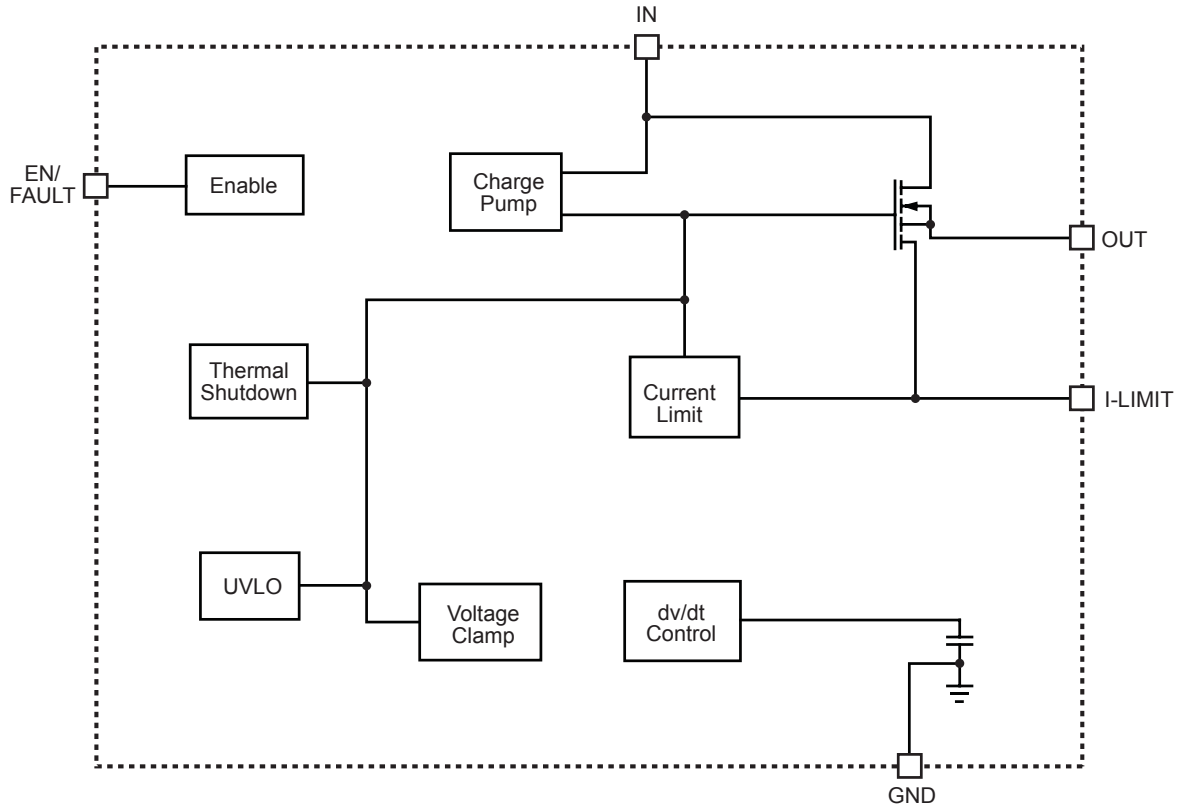 IN
EN/
FAULT
Enable
Charge
Pump
OUT
Thermal
Shutdown
Current
Limit
I-LIMIT
UVLO
Voltage
Clamp
dv/dt
Control
GND